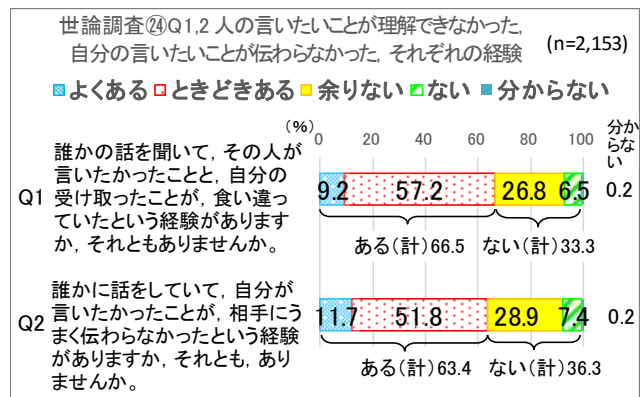 世論調査㉔Q1,2 人の言いたいことが理解できなかった,
自分の言いたいことが伝わらなかった, それぞれの経験
(n=2,153)
よくある ときどきある 余りない ない 分からない
(%) 0 20 40 60 80 100 分からない
Q1
誰かの話を聞いて, その人が
言いたかったことと, 自分の
受け取ったことが, 食い違っ
ていたという経験があります
か, それともありませんか。
9.2 57.2 26.8 6.5 0.2
ある(計)66.5 ない(計)33.3
Q2
誰かに話をしていて, 自分が
言いたかったことが, 相手にう
まく伝わらなかったという経験
がありますか, それとも, あり
ませんか。
11.7 51.8 28.9 7.4 0.2
ある(計)63.4 ない(計)36.3